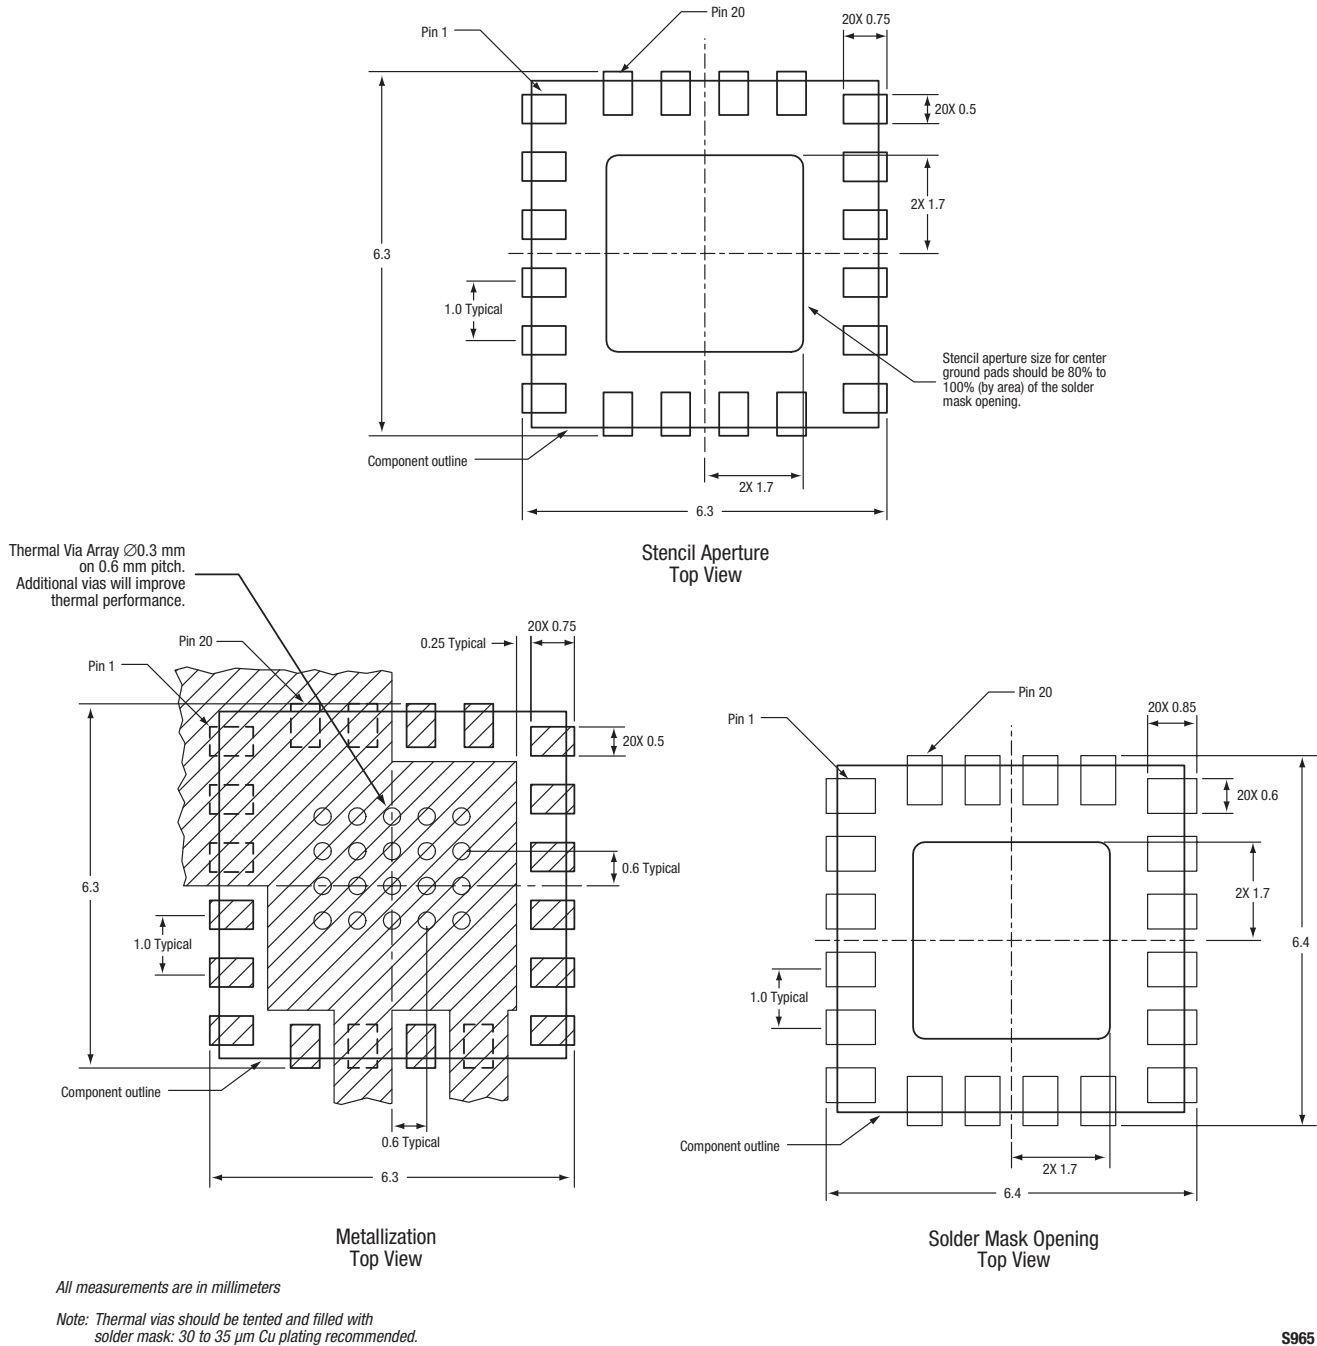 Pin 20
20X 0.75
Pin 1
20X 0.5
2X 1.7
6.3
1.0 Typical
Stencil aperture size for center
ground pads should be 80% to
100% (by area) of the solder
mask opening.
Component outline
2X 1.7
6.3
Stencil Aperture
Top View
Thermal Via Array ∅0.3 mm
on 0.6 mm pitch.
Additional vias will improve
thermal performance.
20X 0.75
0.25 Typical
Pin 20
Pin 1
20X 0.5
0.6 Typical
6.3
1.0 Typical
Component outline
0.6 Typical
6.3
Metallization
Top View
Pin 20
20X 0.85
Pin 1
20X 0.6
2X 1.7
6.4
1.0 Typical
Component outline
2X 1.7
6.4
Solder Mask Opening
Top View
All measurements are in millimeters
Note: Thermal vias should be tented and filled with
solder mask: 30 to 35 μm Cu plating recommended.
S965